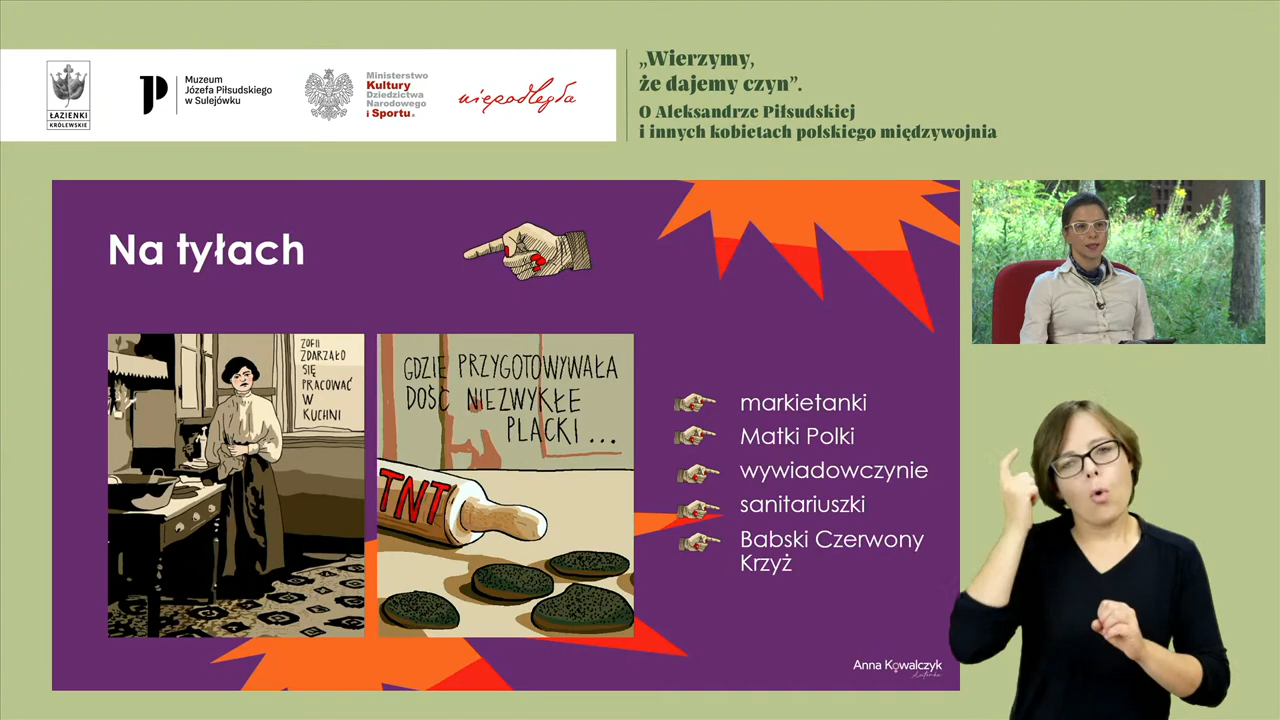 ŁAZIENKI
KRÓLEWSKIE
Muzeum
Józefa Piłsudskiego
w Sulejówku
Ministerstwo
Kultury
Dziedzictwa
Narodowego
i Sportu.
niepodległa
„Wierzymy,
że dajemy czyn”.
O Aleksandrze Piłsudskiej
i innych kobietach polskiego międzywojnia
Na tyłach
ZOFII
ZDARZAŁO
SIĘ
PRACOWAĆ
W
KUCHNI
GDZIE PRZYGOTOWYWAŁA
DOŚĆ NIEZWYKŁE
PLACKI...
TNT
markietanki
Matki Polki
wywiadowczynie
sanitariuszki
Babski Czerwony
Krzyż
Anna Kowalczyk
autorka